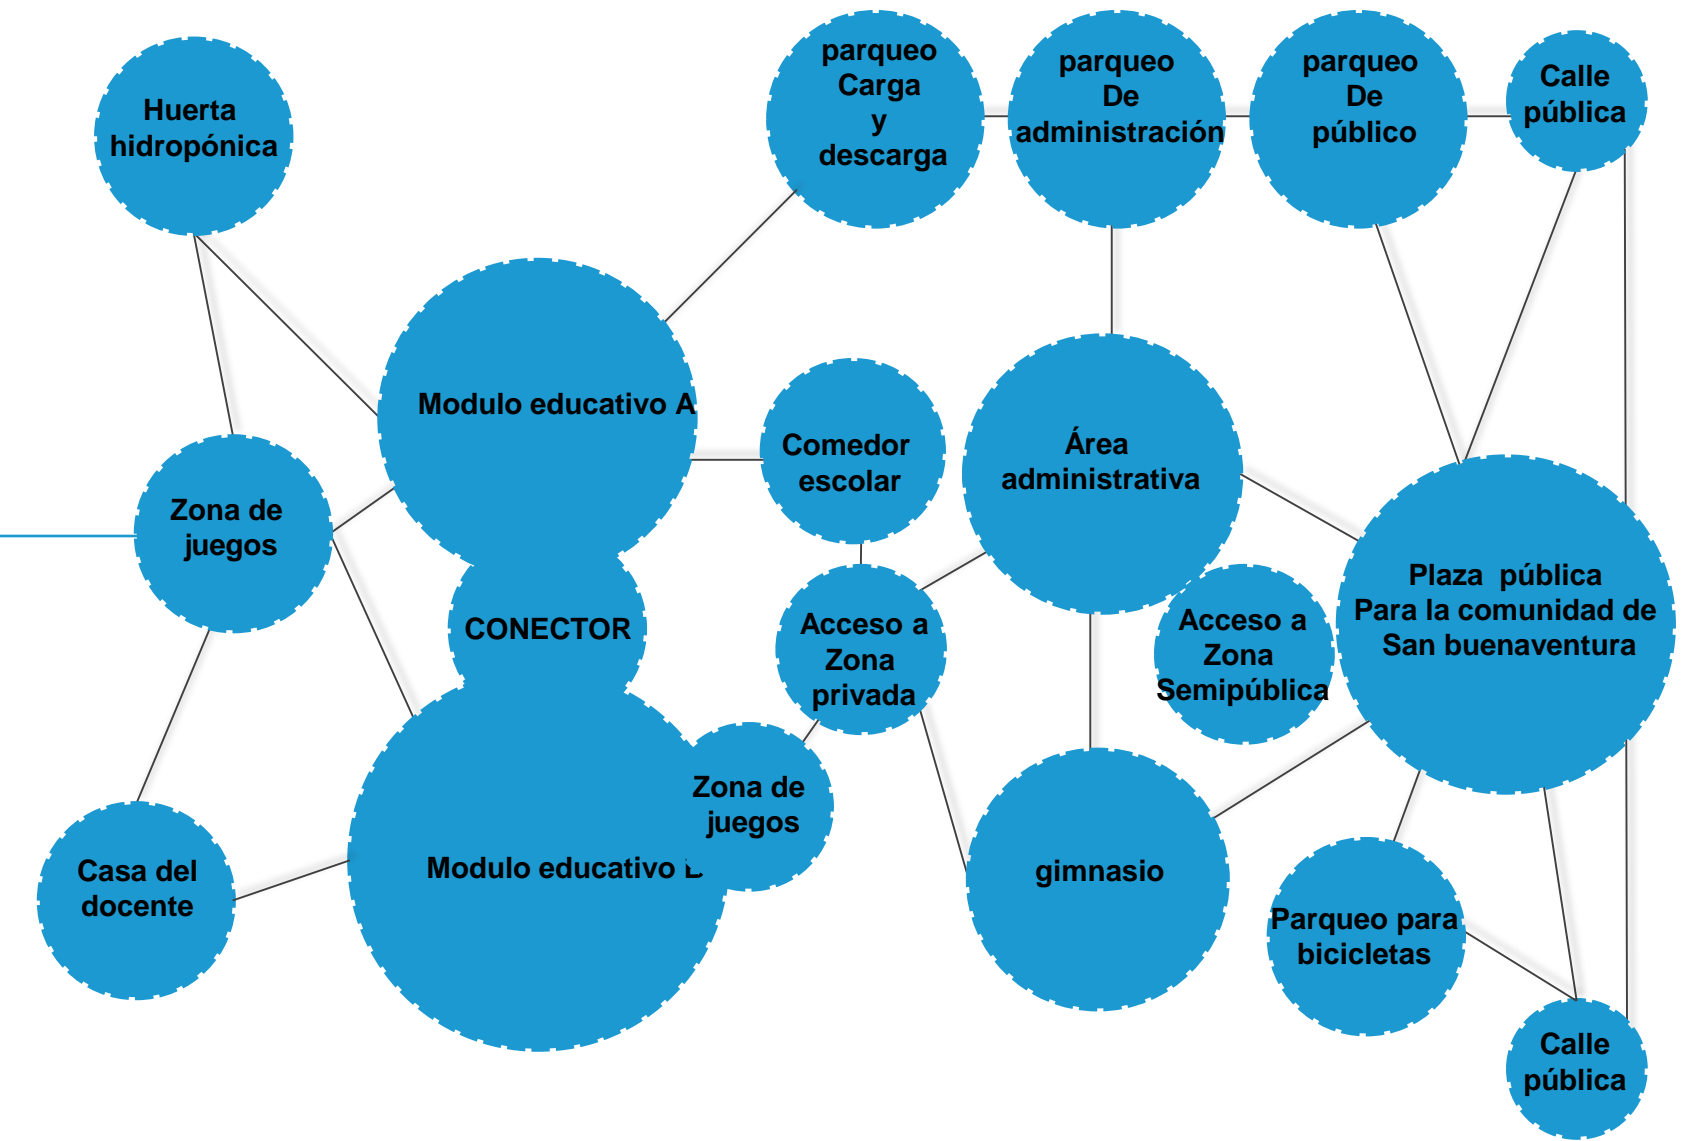 parqueo
Carga
y
descarga
parqueo
De
administración
parqueo
De
público
Calle
pública
Huerta
hidropónica
Modulo educativo A
Comedor
escolar
Área
administrativa
Zona de
juegos
Plaza pública
Para la comunidad de
San buenaventura
CONECTOR
Acceso a
Zona
privada
Acceso a
Zona
Semipública
Zona de
juegos
Modulo educativo
gimnasio
Casa del
docente
Parqueo para
bicicletas
Calle
pública